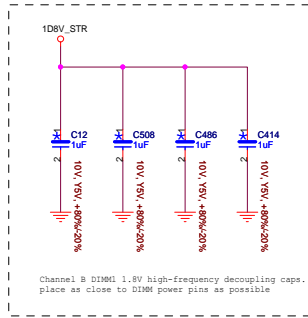 1D8V_STR
1 C12 1 C508 1 C486 1 C414
1uF 1uF 1uF 1uF
2 2 2 2
10V, Y5V, +80%/-20% 10V, Y5V, +80%/-20% 10V, Y5V, +80%/-20% 10V, Y5V, +80%/-20%
Channel B DIMM1 1.8V high-frequency decoupling caps.
place as close to DIMM power pins as possible